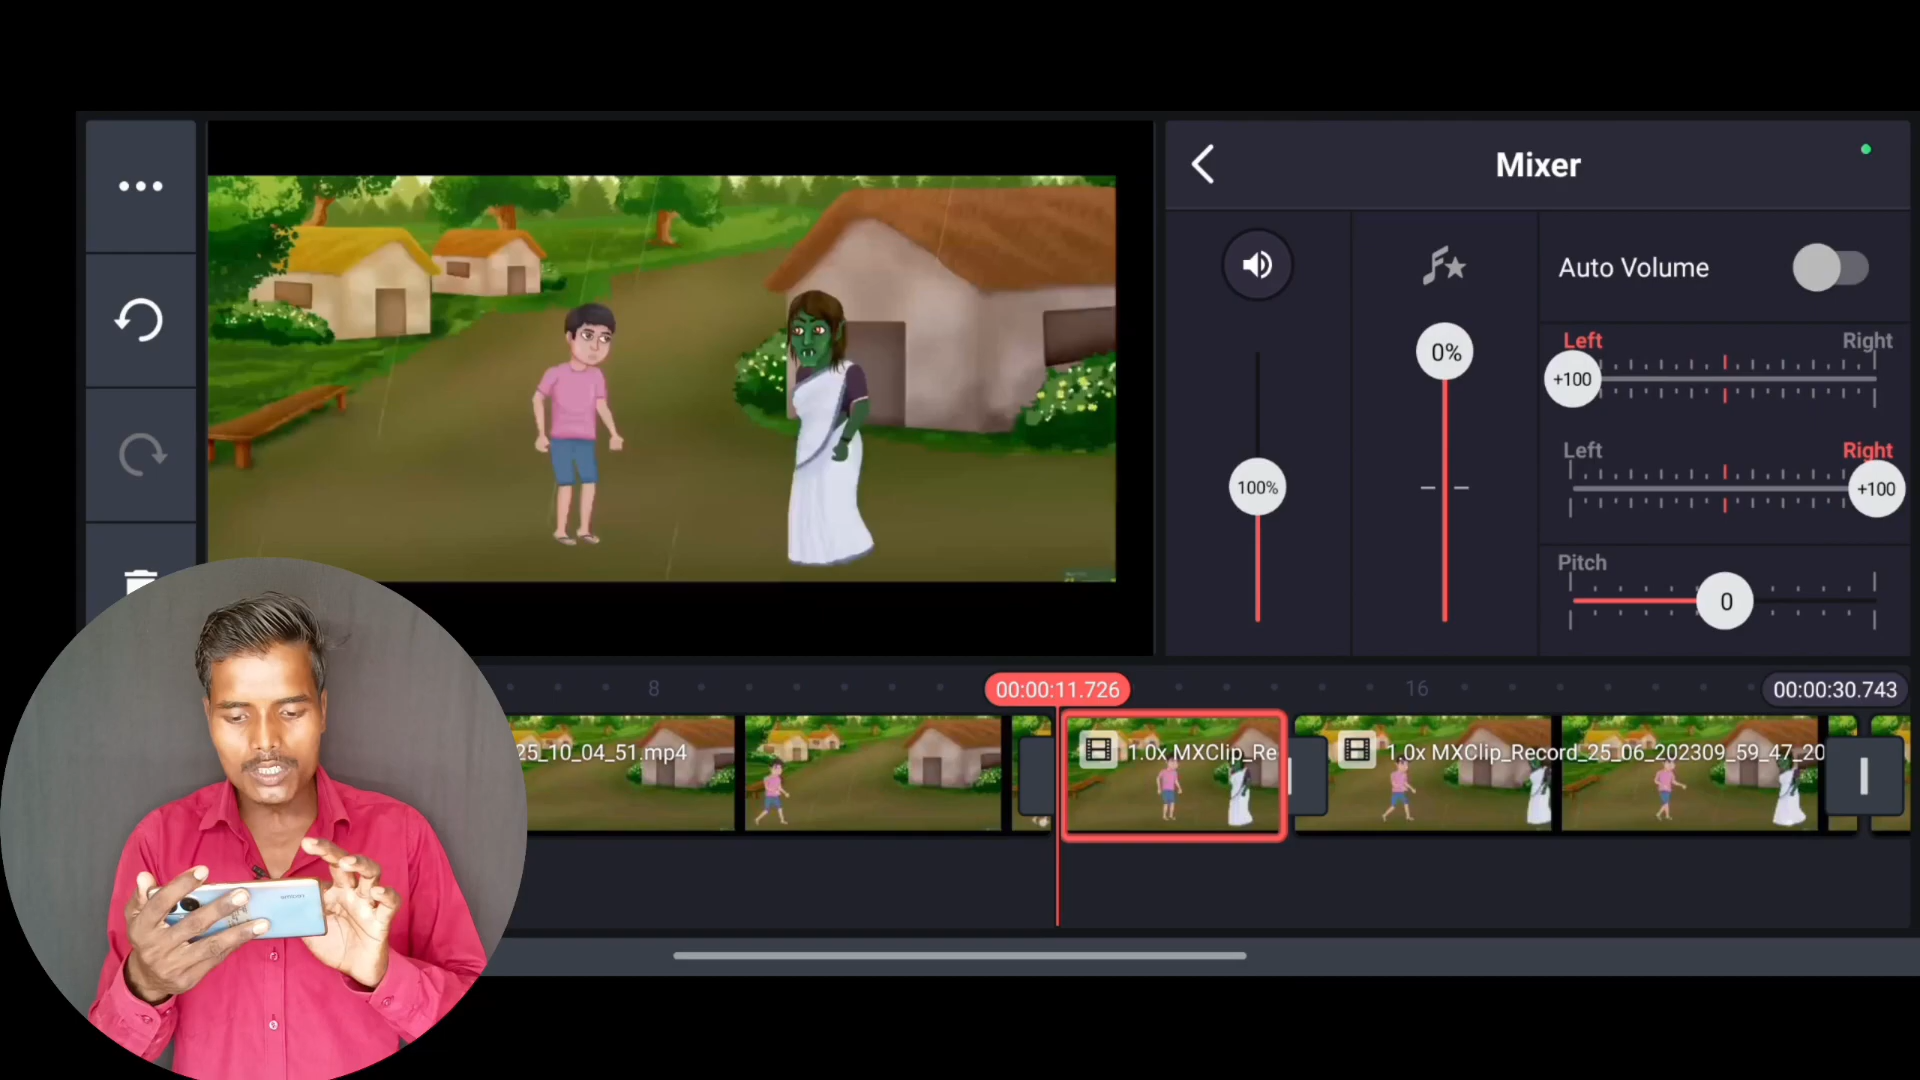 Mixer
Auto Volume
0%
100%
Left
Right
+100
Left
Right
+100
Pitch
0
8
00:00:11.726
16
00:00:30.743
25_10_04_51.mp4
1.0x MXClip_Re
1.0x MXClip_Record_25_06_202309_59_47_20